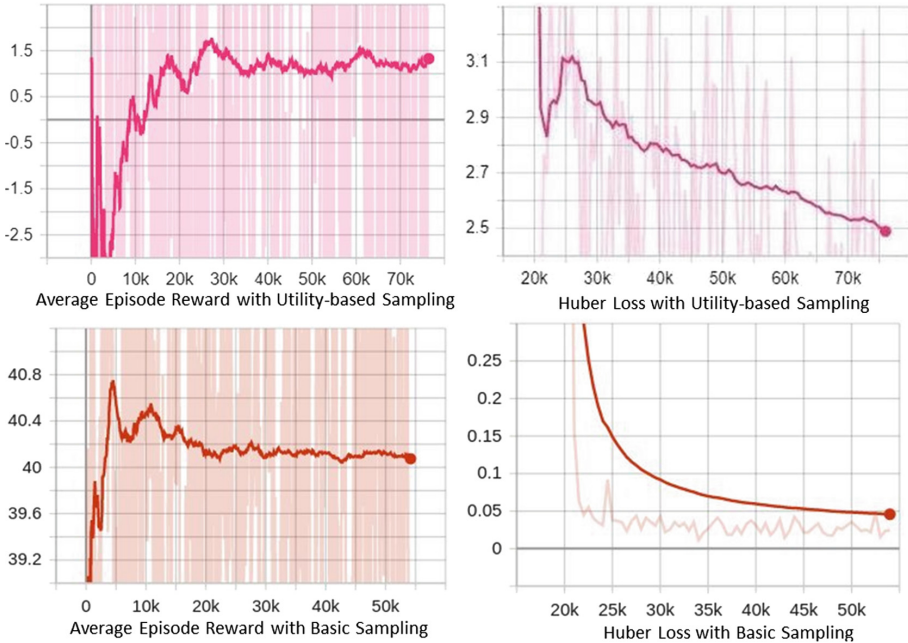 1.5
0.5
-0.5
-1.5
-2.5
0 10k 20k 30k 40k 50k 60k 70k
Average Episode Reward with Utility-based Sampling
3.1
2.9
2.7
2.5
20k 30k 40k 50k 60k 70k
Huber Loss with Utility-based Sampling
40.8
40.4
40
39.6
39.2
0 10k 20k 30k 40k 50k
Average Episode Reward with Basic Sampling
0.25
0.2
0.15
0.1
0.05
0
20k 25k 30k 35k 40k 45k 50k
Huber Loss with Basic Sampling